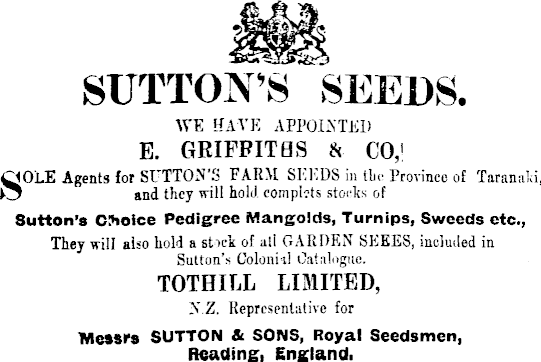 SUTTON'S SEEDS.
WE HAVE APPOINTED
E. GRIFFITHS & CO,
SOLE Agents for SUTTON'S FARM SEEDS in the Province of Taranaki,
and they will hold complete stocks of
Sutton's Choice Pedigree Mangolds, Turnips, Sweeds etc.,
They will also hold a stock of all GARDEN SEEES, included in
Sutton's Colonial Catalogue.
TOTHILL LIMITED,
N.Z. Representative for
Messrs SUTTON & SONS, Royal Seedsmen,
Reading, England.